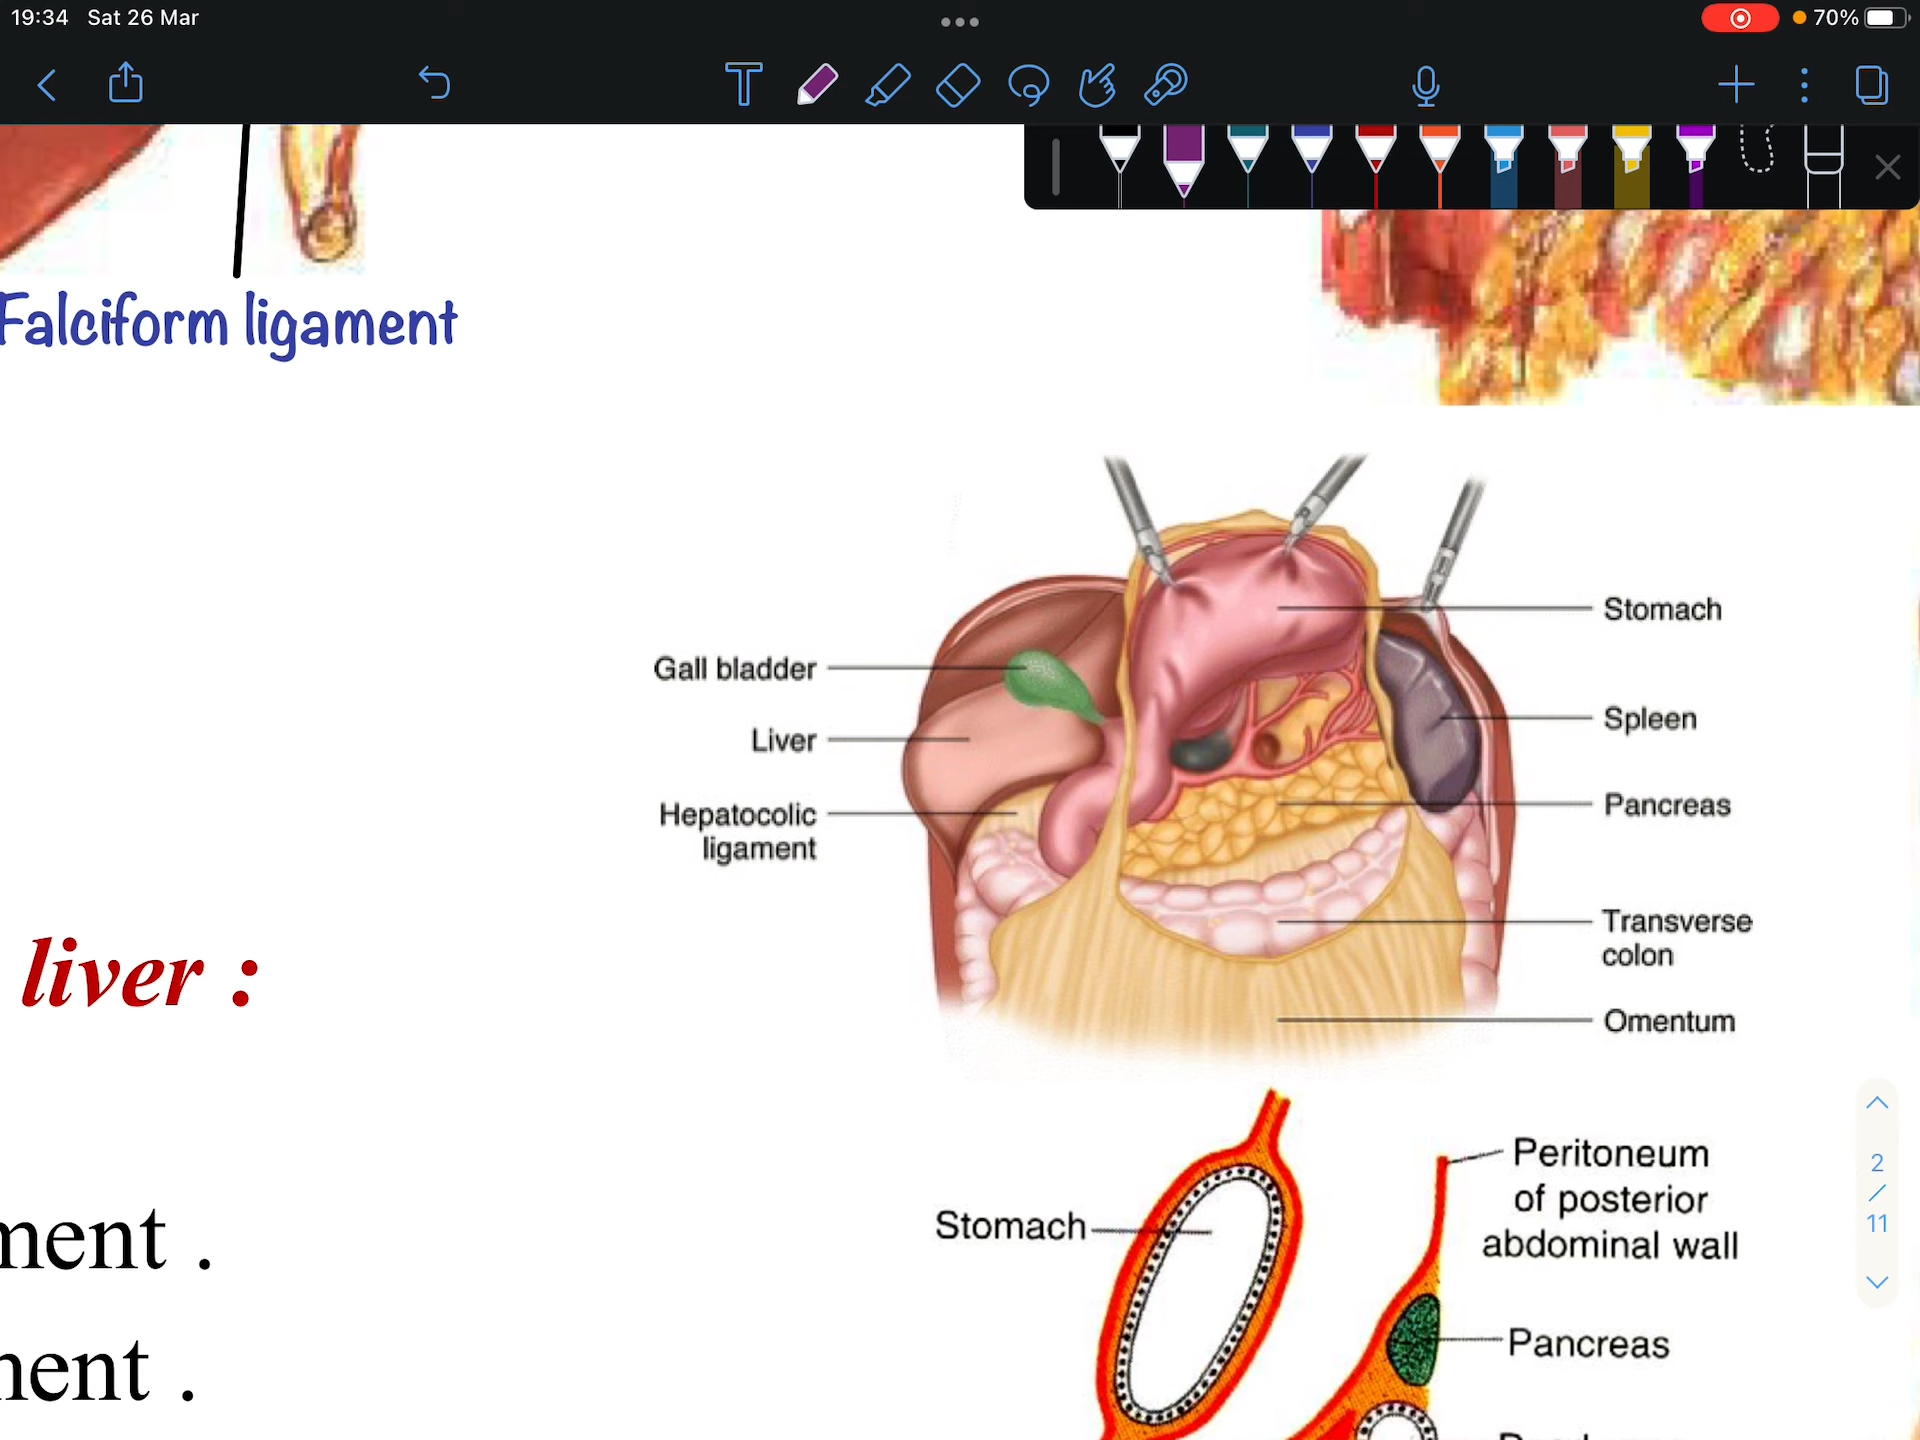 19:34 Sat 26 Mar
70%
Falciform ligament
Gall bladder
Liver
Hepatocolic
ligament
Stomach
Spleen
Pancreas
Transverse
colon
Omentum
liver :
ment .
ment .
Stomach
Peritoneum
of posterior
abdominal wall
Pancreas
2
/
11